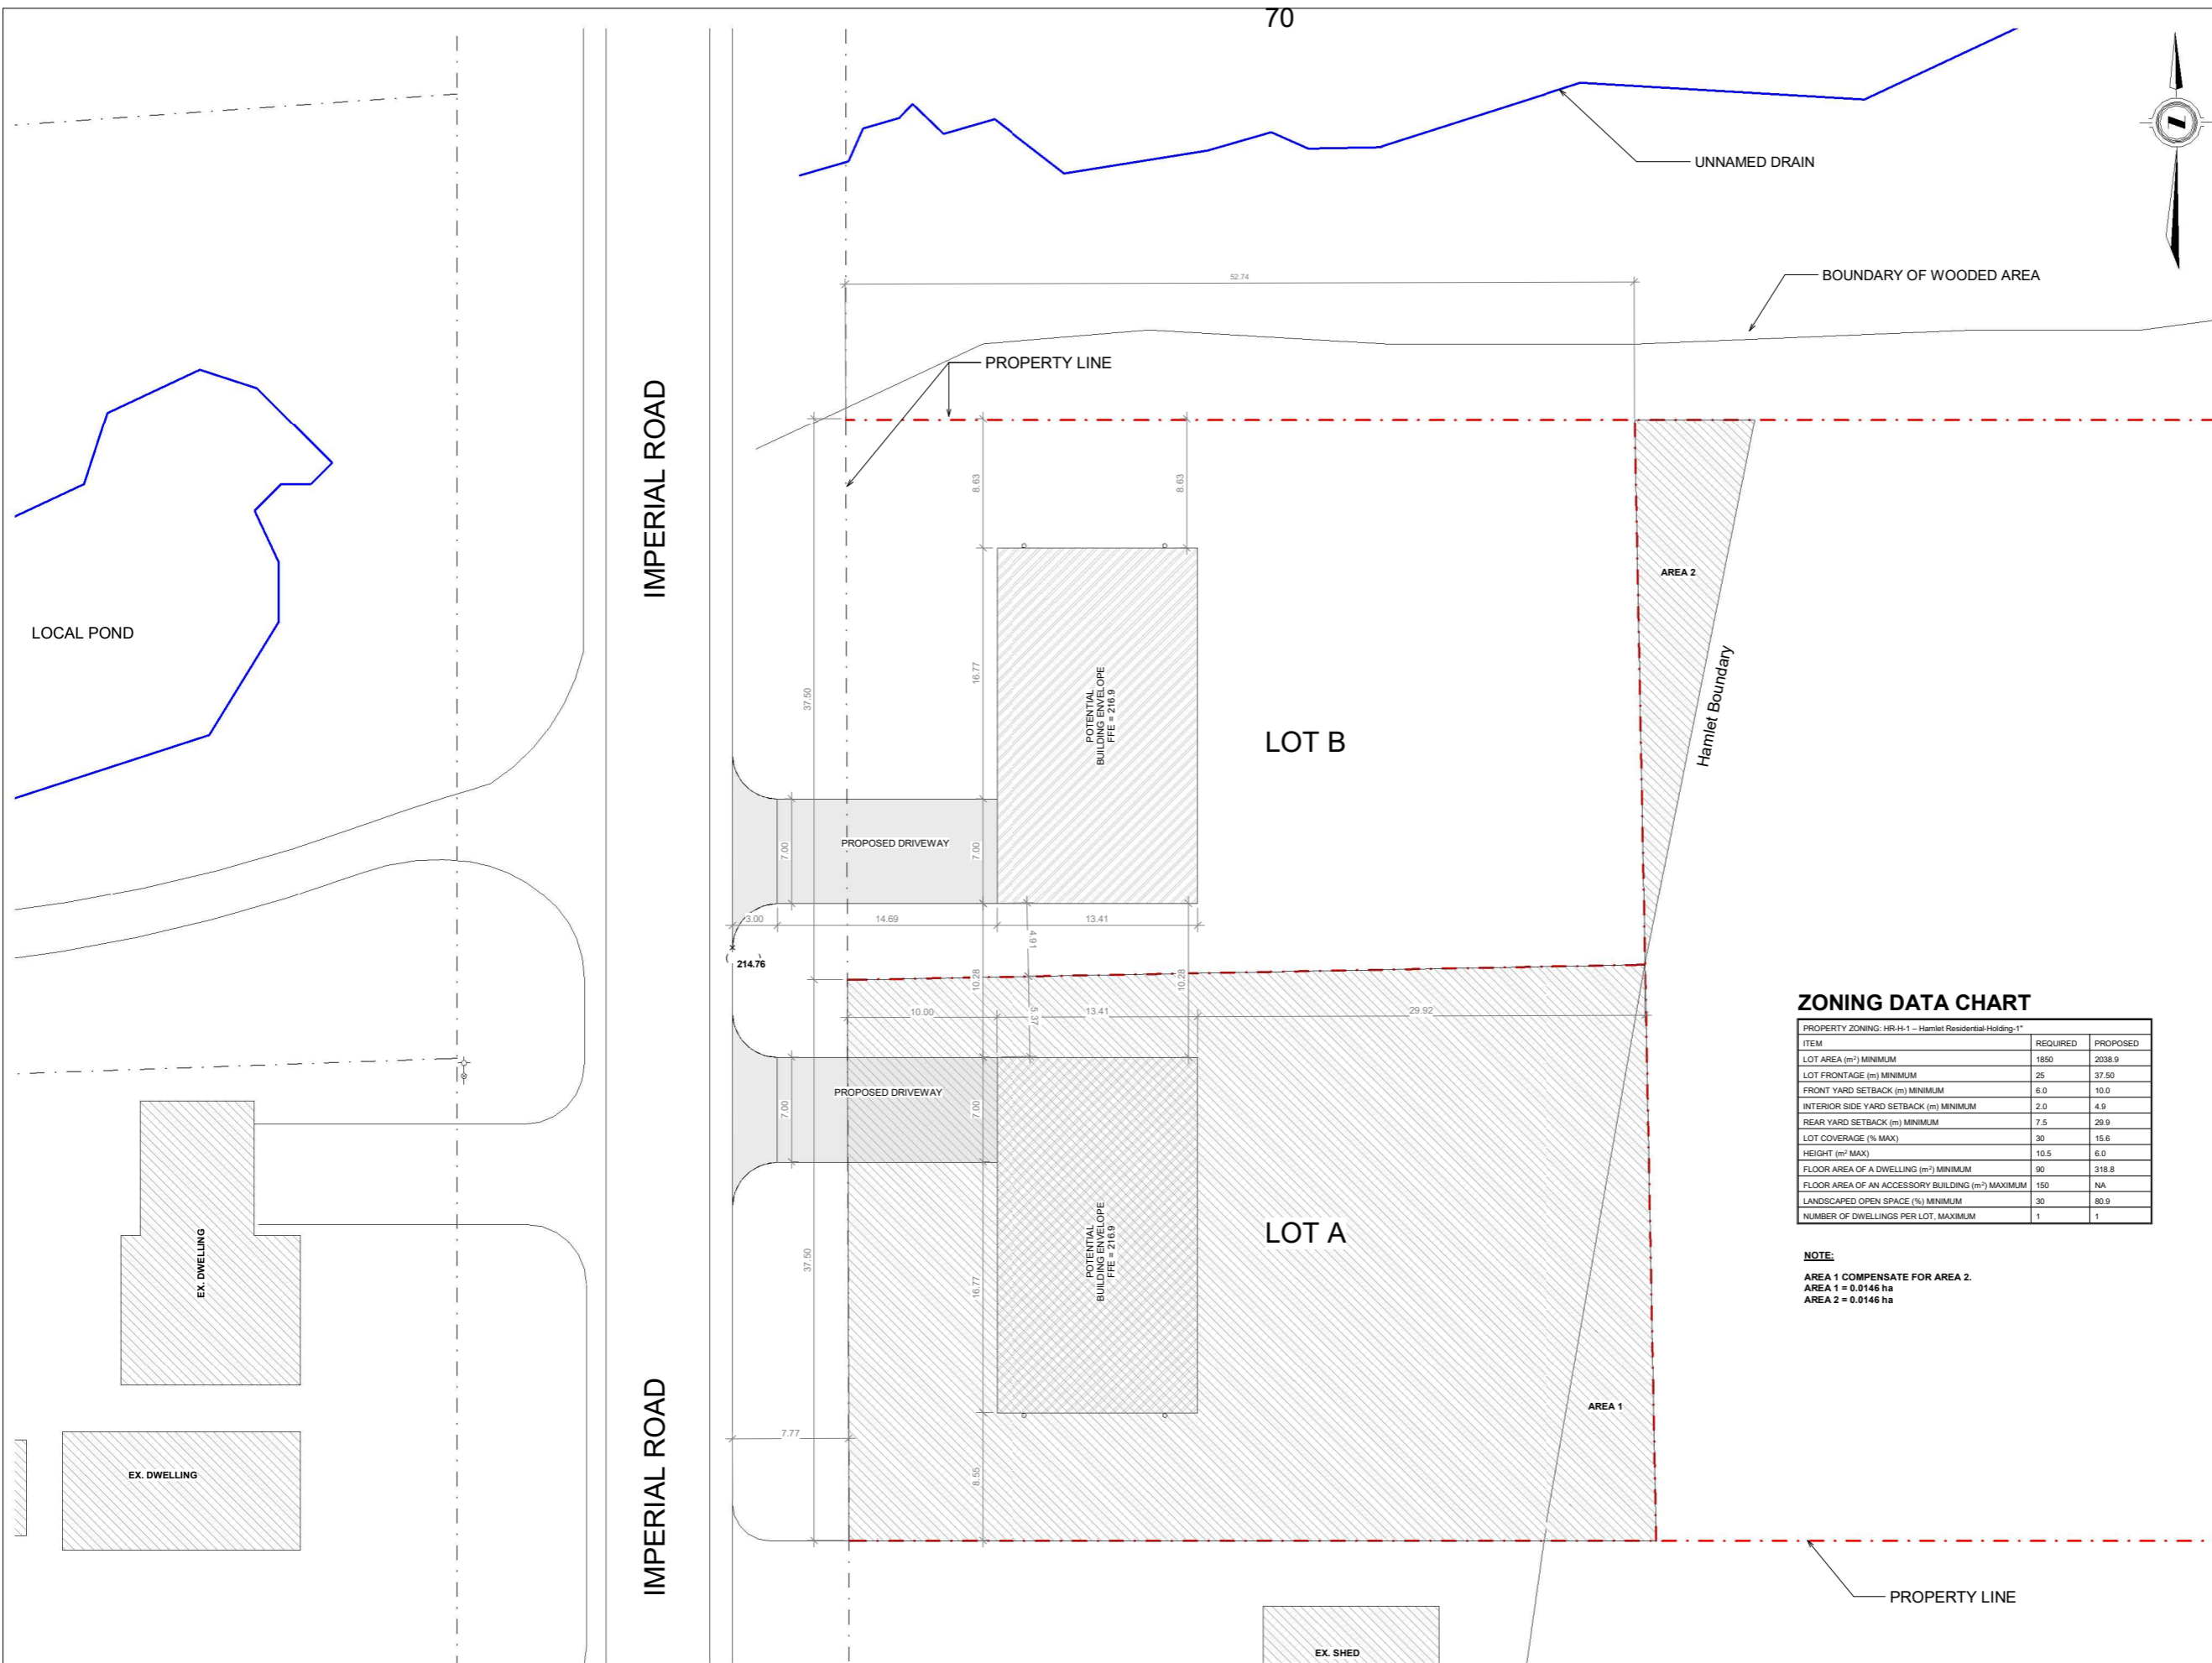 70
UNNAMED DRAIN
BOUNDARY OF WOODED AREA
52.74
PROPERTY LINE
IMPERIAL ROAD
8.63
8.63
AREA 2
LOCAL POND
Hamlet Boundary
37.50
16.77
POTENTIAL
BUILDING ENVELOPE
FFE = 216.9
LOT B
7.00
PROPOSED DRIVEWAY
7.00
3.00
14.69
13.41
4.91
214.76
10.28
10.28
10.00
5.37
13.41
29.92
7.00
PROPOSED DRIVEWAY
7.00
37.50
16.77
POTENTIAL
BUILDING ENVELOPE
FFE = 216.9
LOT A
EX. DWELLING
AREA 1
IMPERIAL ROAD
7.77
8.55
EX. DWELLING
PROPERTY LINE
EX. SHED
ZONING DATA CHART
PROPERTY ZONING: HR-H-1 – Hamlet Residential-Holding-1"
ITEM REQUIRED PROPOSED
LOT AREA (m²) MINIMUM 1850 2038.9
LOT FRONTAGE (m) MINIMUM 25 37.50
FRONT YARD SETBACK (m) MINIMUM 6.0 10.0
INTERIOR SIDE YARD SETBACK (m) MINIMUM 2.0 4.9
REAR YARD SETBACK (m) MINIMUM 7.5 29.9
LOT COVERAGE (% MAX) 30 15.6
HEIGHT (m² MAX) 10.5 6.0
FLOOR AREA OF A DWELLING (m²) MINIMUM 90 318.8
FLOOR AREA OF AN ACCESSORY BUILDING (m²) MAXIMUM 150 NA
LANDSCAPED OPEN SPACE (%) MINIMUM 30 80.9
NUMBER OF DWELLINGS PER LOT, MAXIMUM 1 1
NOTE:
AREA 1 COMPENSATE FOR AREA 2.
AREA 1 = 0.0146 ha
AREA 2 = 0.0146 ha